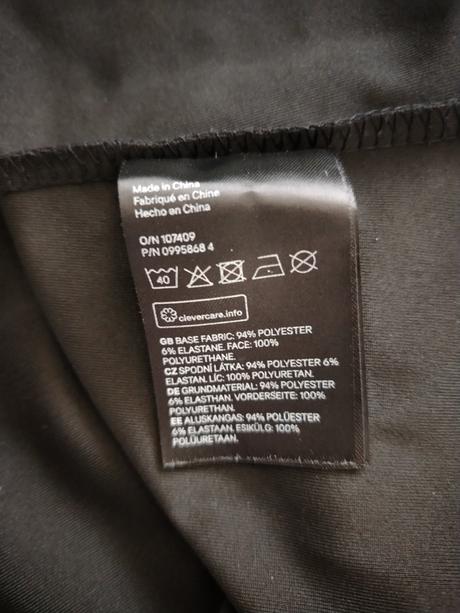 Made in China
Fabriqué en Chine
Hecho en China
O/N 107409
P/N 0995868 4
40
clevercare.info
GB BASE FABRIC: 94% POLYESTER
6% ELASTANE. FACE: 100%
POLYURETHANE.
CZ SPODNÍ LÁTKA: 94% POLYESTER 6%
ELASTAN. LÍC: 100% POLYURETAN.
DE GRUNDMATERIAL: 94% POLYESTER
6% ELASTHAN. VORDERSEITE: 100%
POLYURETHAN.
EE ALUSKANGAS: 94% POLÜESTER
6% ELASTAAN. ESIKÜLG: 100%
POLÜURETAAN.